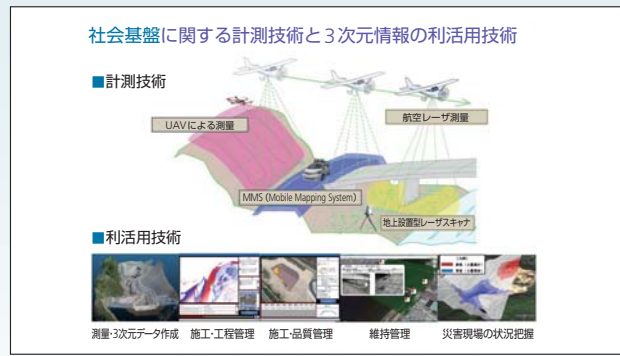 社会基盤に関する計測技術と3次元情報の利活用技術
■計測技術
UAVによる測量
航空レーザ測量
MMS (Mobile Mapping System)
地上設置型レーザスキャナ
■利活用技術
測量・3次元データ作成
施工・工程管理
施工・品質管理
維持管理
災害現場の状況把握